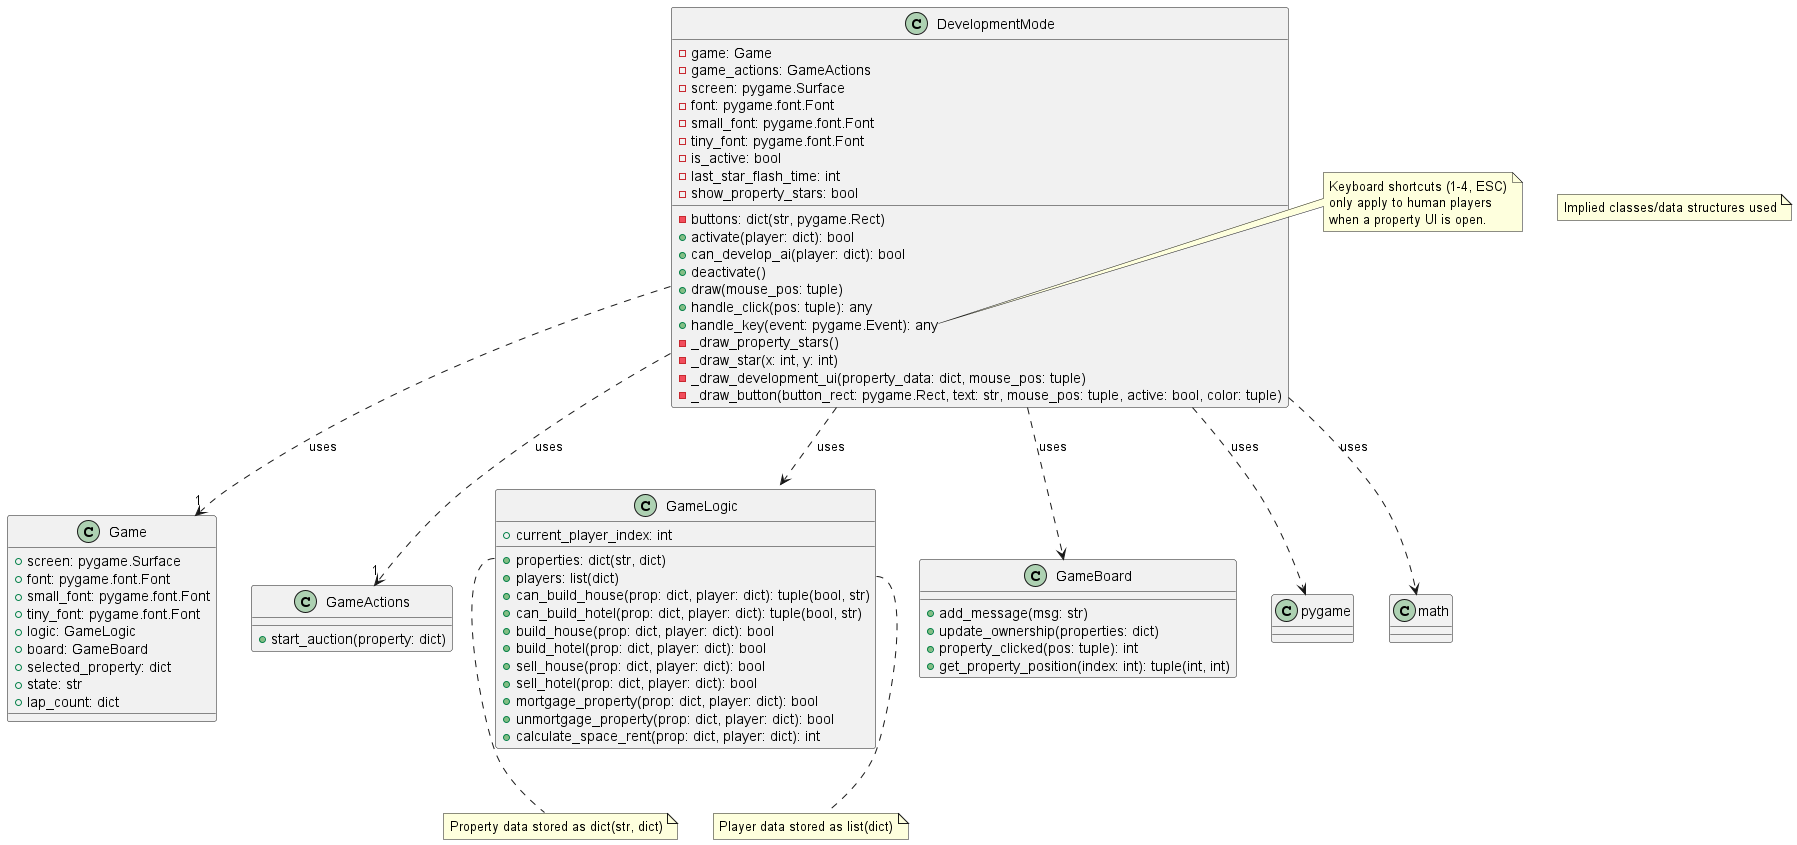 C DevelopmentMode
game: Game
game_actions: GameActions
screen: pygame.Surface
font: pygame.font.Font
small_font: pygame.font.Font
tiny_font: pygame.font.Font
is_active: bool
last_star_flash_time: int
show_property_stars: bool
buttons: dict(str, pygame.Rect)
activate(player: dict): bool
can_develop_ai(player: dict): bool
deactivate()
draw(mouse_pos: tuple)
handle_click(pos: tuple): any
handle_key(event: pygame.Event): any
_draw_property_stars()
_draw_star(x: int, y: int)
_draw_development_ui(property_data: dict, mouse_pos: tuple)
_draw_button(button_rect: pygame.Rect, text: str, mouse_pos: tuple, active: bool, color: tuple)
Keyboard shortcuts (1-4, ESC)
only apply to human players
when a property UI is open.
Implied classes/data structures used
uses
uses
uses
uses
uses
uses
1
1
C Game
screen: pygame.Surface
font: pygame.font.Font
small_font: pygame.font.Font
tiny_font: pygame.font.Font
logic: GameLogic
board: GameBoard
selected_property: dict
state: str
lap_count: dict
C GameActions
start_auction(property: dict)
C GameLogic
current_player_index: int
properties: dict(str, dict)
players: list(dict)
can_build_house(prop: dict, player: dict): tuple(bool, str)
can_build_hotel(prop: dict, player: dict): tuple(bool, str)
build_house(prop: dict, player: dict): bool
build_hotel(prop: dict, player: dict): bool
sell_house(prop: dict, player: dict): bool
sell_hotel(prop: dict, player: dict): bool
mortgage_property(prop: dict, player: dict): bool
unmortgage_property(prop: dict, player: dict): bool
calculate_space_rent(prop: dict, player: dict): int
C GameBoard
add_message(msg: str)
update_ownership(properties: dict)
property_clicked(pos: tuple): int
get_property_position(index: int): tuple(int, int)
C pygame
C math
Property data stored as dict(str, dict)
Player data stored as list(dict)